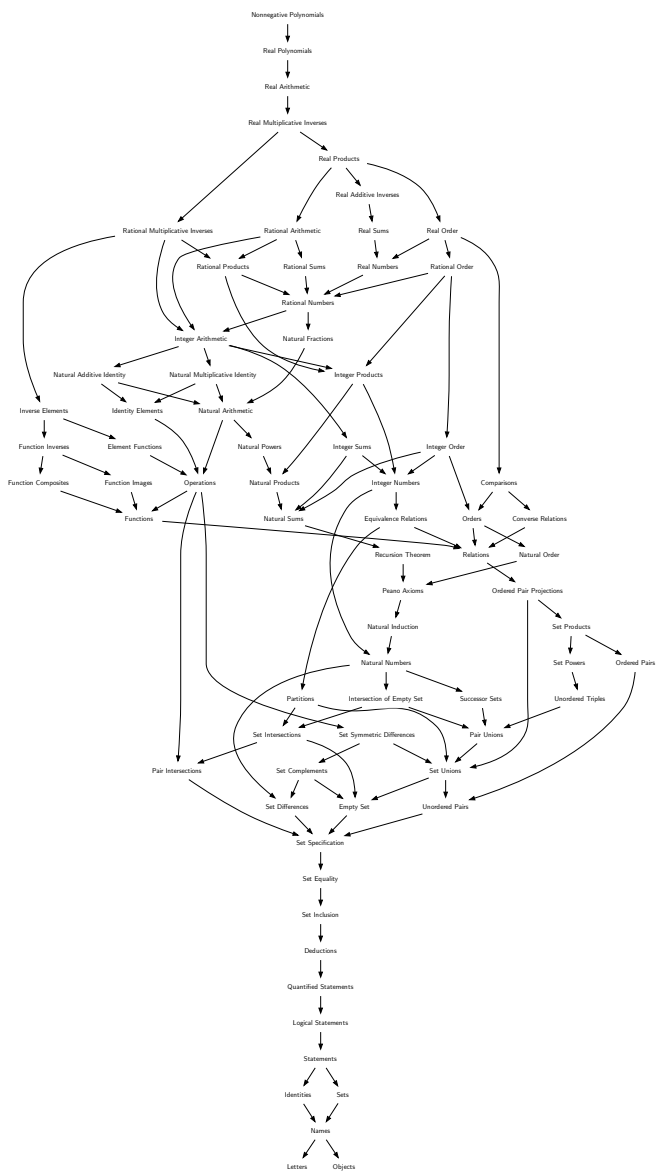 Nonnegative Polynomials
Real Polynomials
Real Arithmetic
Real Multiplicative Inverses
Real Products
Real Additive Inverses
Rational Multiplicative Inverses Rational Arithmetic Real Sums Real Order
Rational Products Rational Sums Real Numbers Rational Order
Rational Numbers
Integer Arithmetic Natural Fractions
Natural Additive Identity Natural Multiplicative Identity Integer Products
Inverse Elements Identity Elements Natural Arithmetic
Function Inverses Element Functions Natural Powers Integer Sums Integer Order
Function Composites Function Images Operations Natural Products Integer Numbers Comparisons
Functions Natural Sums Equivalence Relations Orders Converse Relations
Recursion Theorem Relations Natural Order
Peano Axioms Ordered Pair Projections
Natural Induction Set Products
Natural Numbers Set Powers Ordered Pairs
Partitions Intersection of Empty Set Successor Sets Unordered Triples
Set Intersections Set Symmetric Differences Pair Unions
Pair Intersections Set Complements Set Unions
Set Differences Empty Set Unordered Pairs
Set Specification
Set Equality
Set Inclusion
Deductions
Quantified Statements
Logical Statements
Statements
Identities Sets
Names
Letters Objects